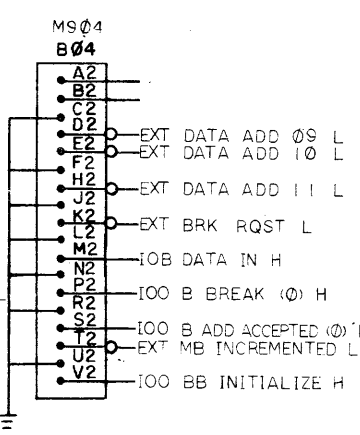 M9Ø4
BØ4
A2
B2
C2
D2 EXT DATA ADD Ø9 L
E2 EXT DATA ADD 1Ø L
F2
H2 EXT DATA ADD 11 L
J2
K2 EXT BRK RQST L
L2
M2 IOB DATA IN H
N2
P2 IOO B BREAK (Ø) H
R2
S2 IOO B ADD ACCEPTED (Ø)
T2 EXT MB INCREMENTED L
U2
V2 IOO BB INITIALIZE H